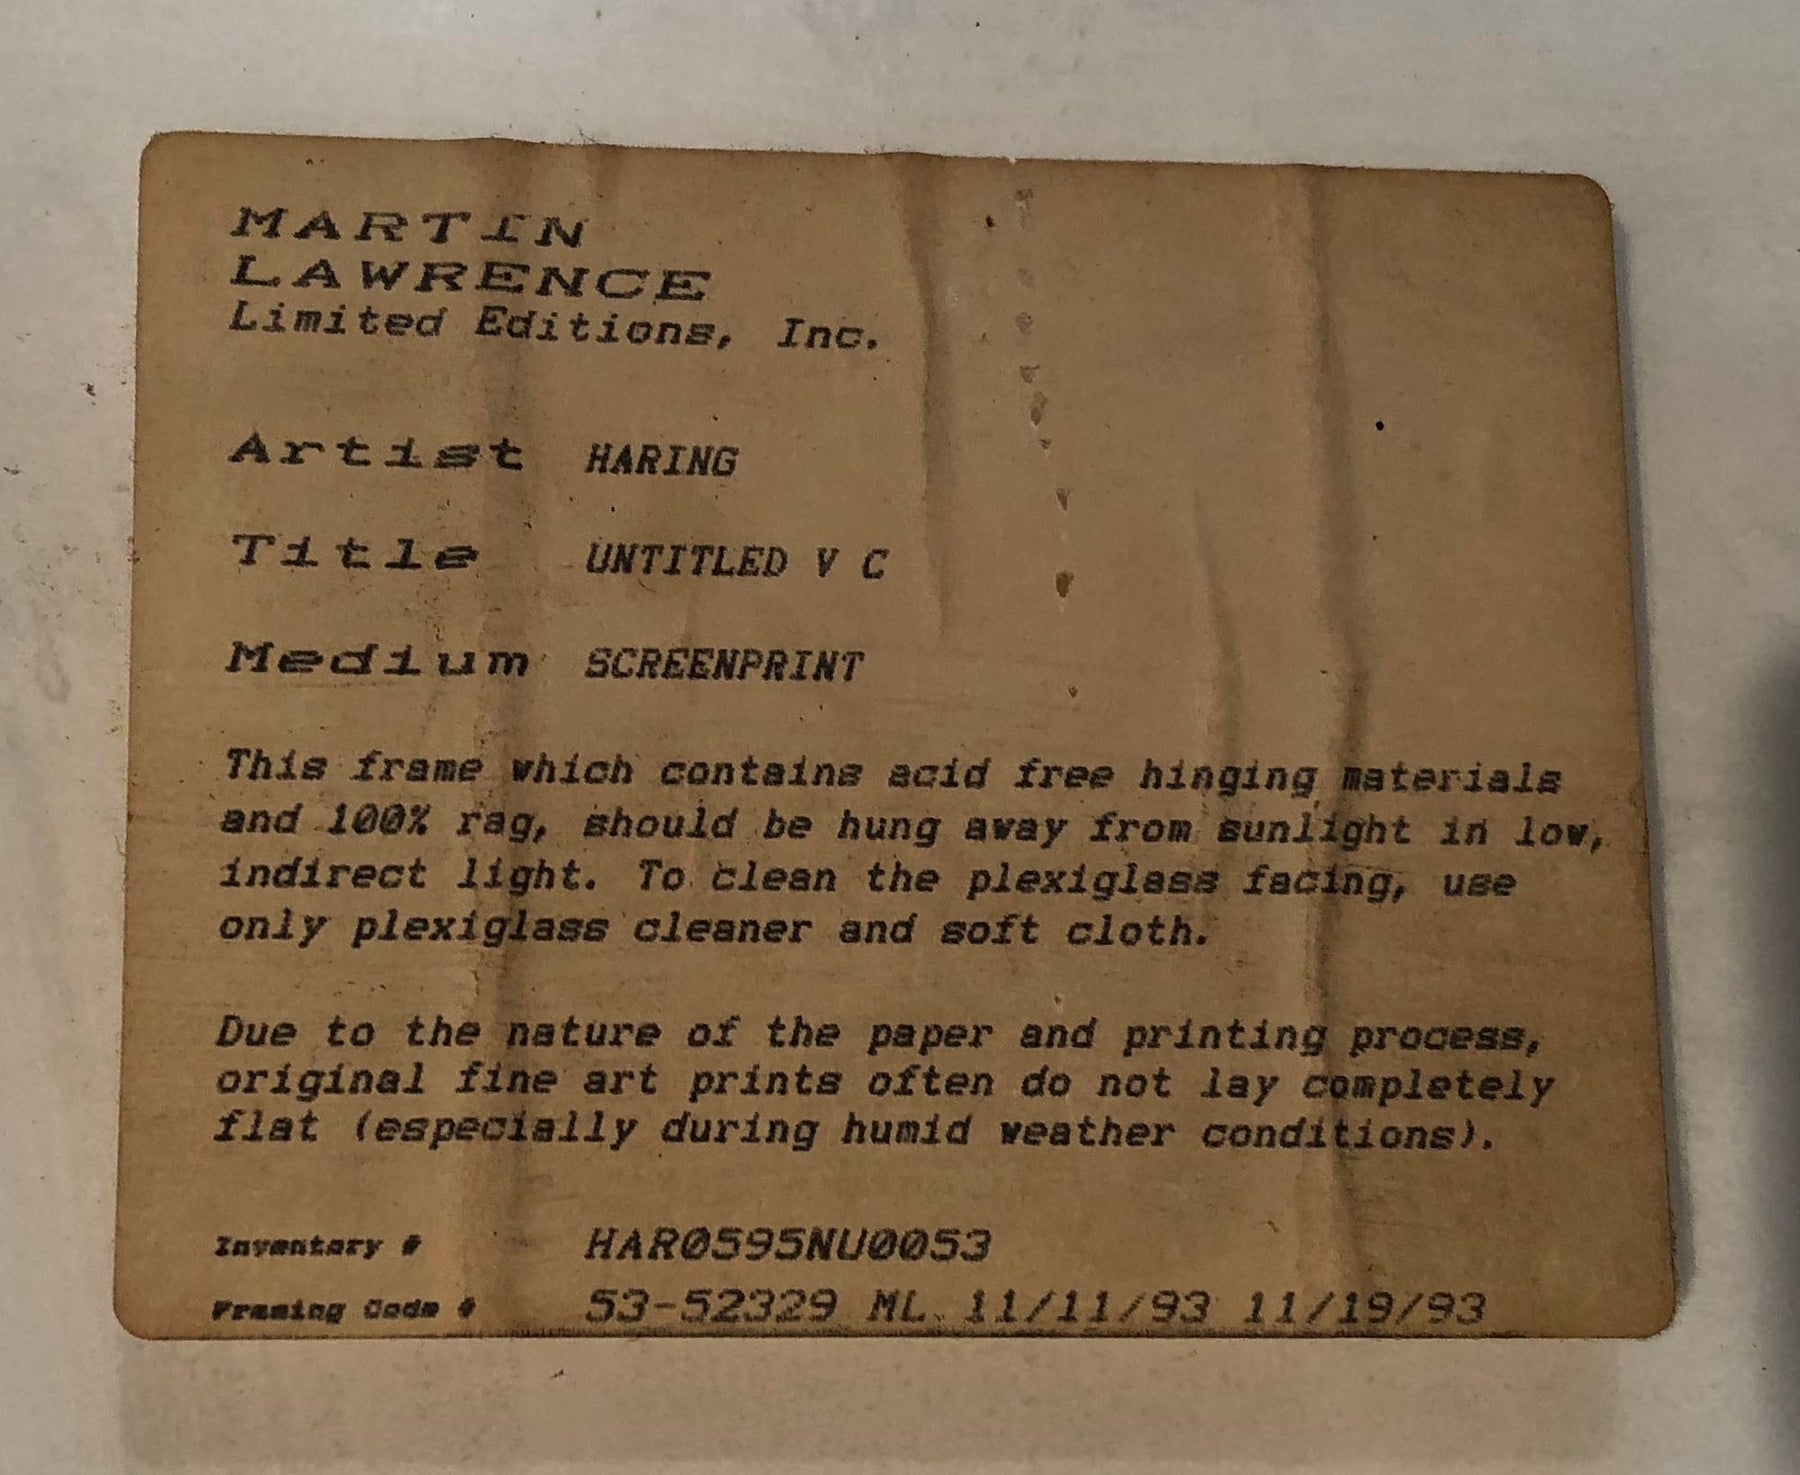 MARTIN
LAWRENCE
Limited Editions, Inc.
Artist HARING
Title UNTITLED V C
Medium SCREENPRINT
This frame which contains acid free hinging materials
and 100% rag, should be hung away from sunlight in low,
indirect light. To clean the plexiglass facing, use
only plexiglass cleaner and soft cloth.
Due to the nature of the paper and printing process,
original fine art prints often do not lay completely
flat (especially during humid weather conditions).
Inventory # HAR0595NU0053
Framing Code # 53-52329 ML 11/11/93 11/19/93